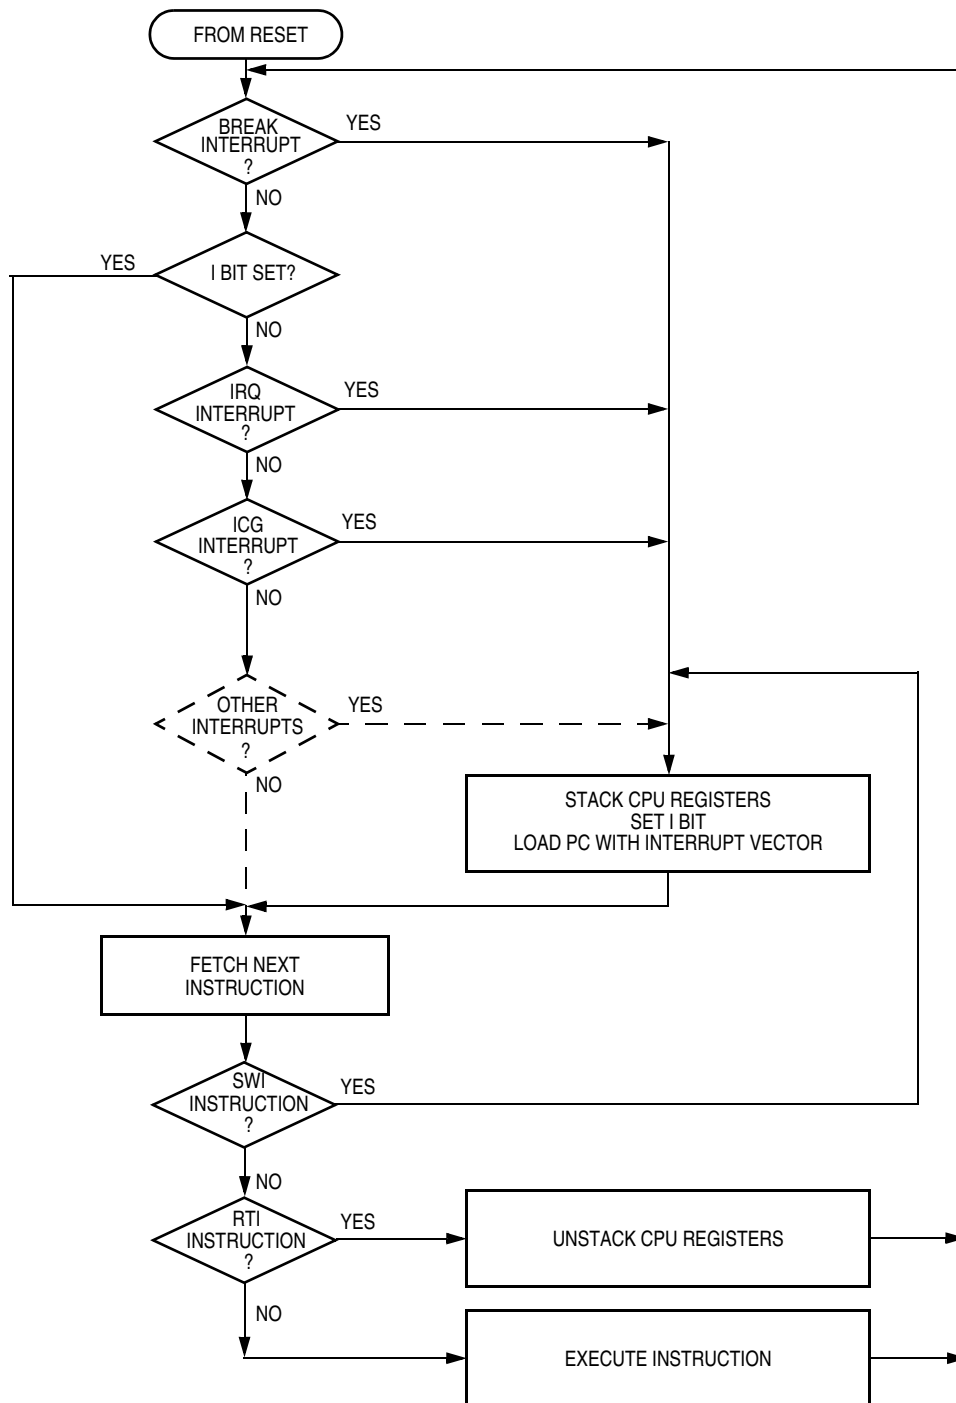 FROM RESET
BREAK
INTERRUPT
?
YES
NO
I BIT SET?
YES
NO
IRQ
INTERRUPT
?
YES
NO
ICG
INTERRUPT
?
YES
NO
OTHER
INTERRUPTS
?
YES
NO
STACK CPU REGISTERS
SET I BIT
LOAD PC WITH INTERRUPT VECTOR
FETCH NEXT
INSTRUCTION
SWI
INSTRUCTION
?
YES
NO
RTI
INSTRUCTION
?
YES
UNSTACK CPU REGISTERS
NO
EXECUTE INSTRUCTION